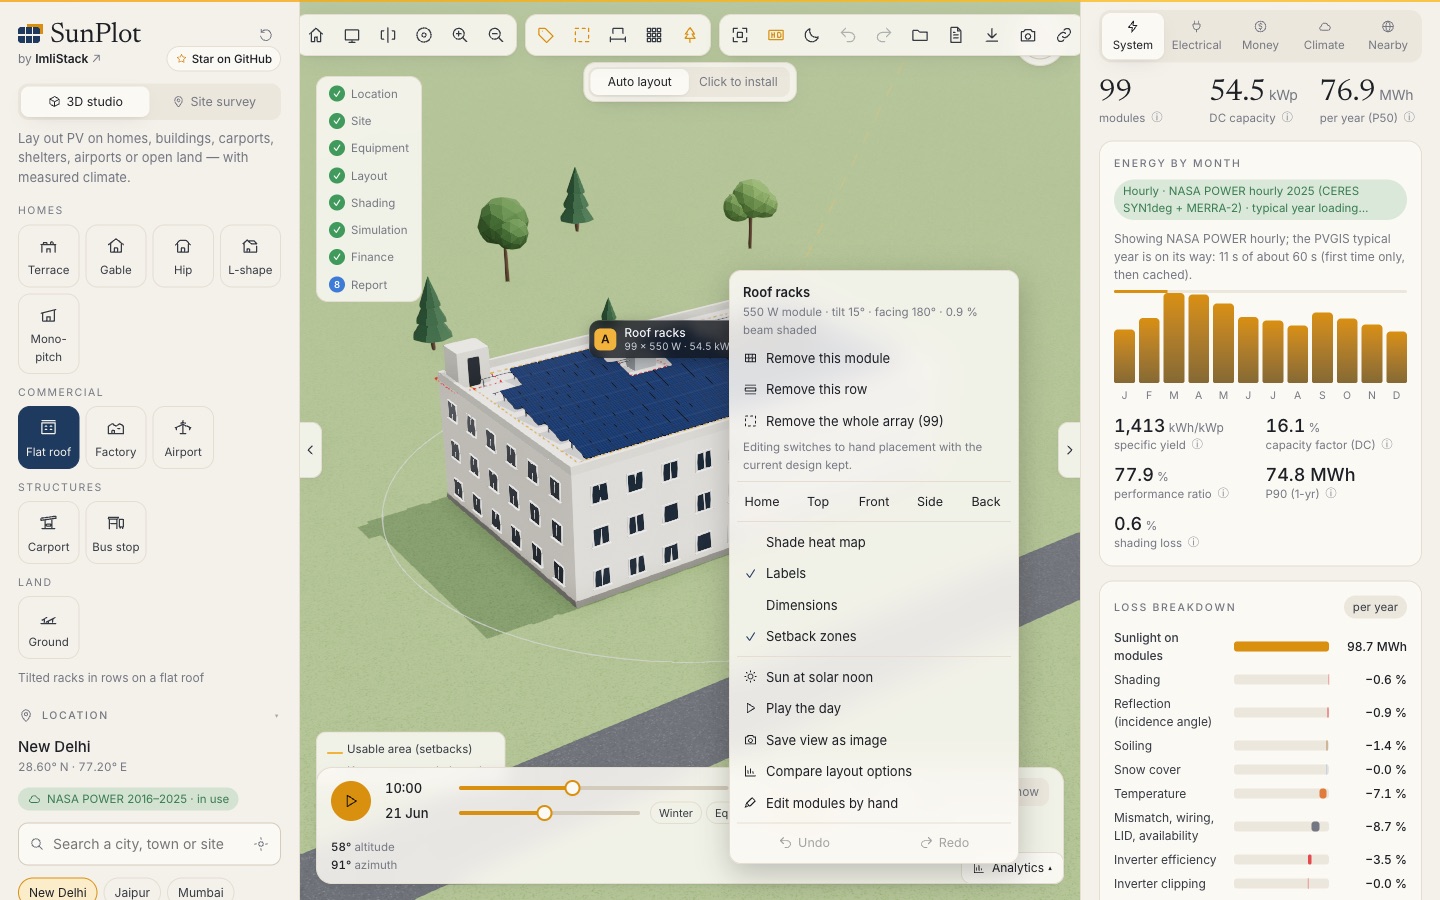 SunPlot
by ImliStack ↗
Star on GitHub
3D studio
Site survey
Lay out PV on homes, buildings, carports,
shelters, airports or open land — with
measured climate.
HOMES
Terrace
Gable
Hip
L-shape
Mono-
pitch
COMMERCIAL
Flat roof
Factory
Airport
STRUCTURES
Carport
Bus stop
LAND
Ground
Tilted racks in rows on a flat roof
LOCATION
New Delhi
28.60° N · 77.20° E
NASA POWER 2016–2025 · in use
Search a city, town or site
New Delhi
Jaipur
Mumbai
HD
Auto layout
Click to install
Location
Site
Equipment
Layout
Shading
Simulation
Finance
8 Report
A
Roof racks
99 × 550 W · 54.5 kW
Roof racks
550 W module · tilt 15° · facing 180° · 0.9 %
beam shaded
Remove this module
Remove this row
Remove the whole array (99)
Editing switches to hand placement with the
current design kept.
Home
Top
Front
Side
Back
Shade heat map
Labels
Dimensions
Setback zones
Sun at solar noon
Play the day
Save view as image
Compare layout options
Edit modules by hand
Undo
Redo
Usable area (setbacks)
10:00
21 Jun
Winter
Eq
58° altitude
91° azimuth
Analytics
System
Electrical
Money
Climate
Nearby
99
modules
54.5 kWp
DC capacity
76.9 MWh
per year (P50)
ENERGY BY MONTH
Hourly · NASA POWER hourly 2025 (CERES
SYN1deg + MERRA-2) · typical year loading...
Showing NASA POWER hourly; the PVGIS typical
year is on its way: 11 s of about 60 s (first time only,
then cached).
J F M A M J J A S O N D
1,413 kWh/kWp
specific yield
16.1 %
capacity factor (DC)
77.9 %
performance ratio
74.8 MWh
P90 (1-yr)
0.6 %
shading loss
LOSS BREAKDOWN
per year
Sunlight on
modules
98.7 MWh
Shading
−0.6 %
Reflection
(incidence angle)
−0.9 %
Soiling
−1.4 %
Snow cover
−0.0 %
Temperature
−7.1 %
Mismatch, wiring,
LID, availability
−8.7 %
Inverter efficiency
−3.5 %
Inverter clipping
−0.0 %